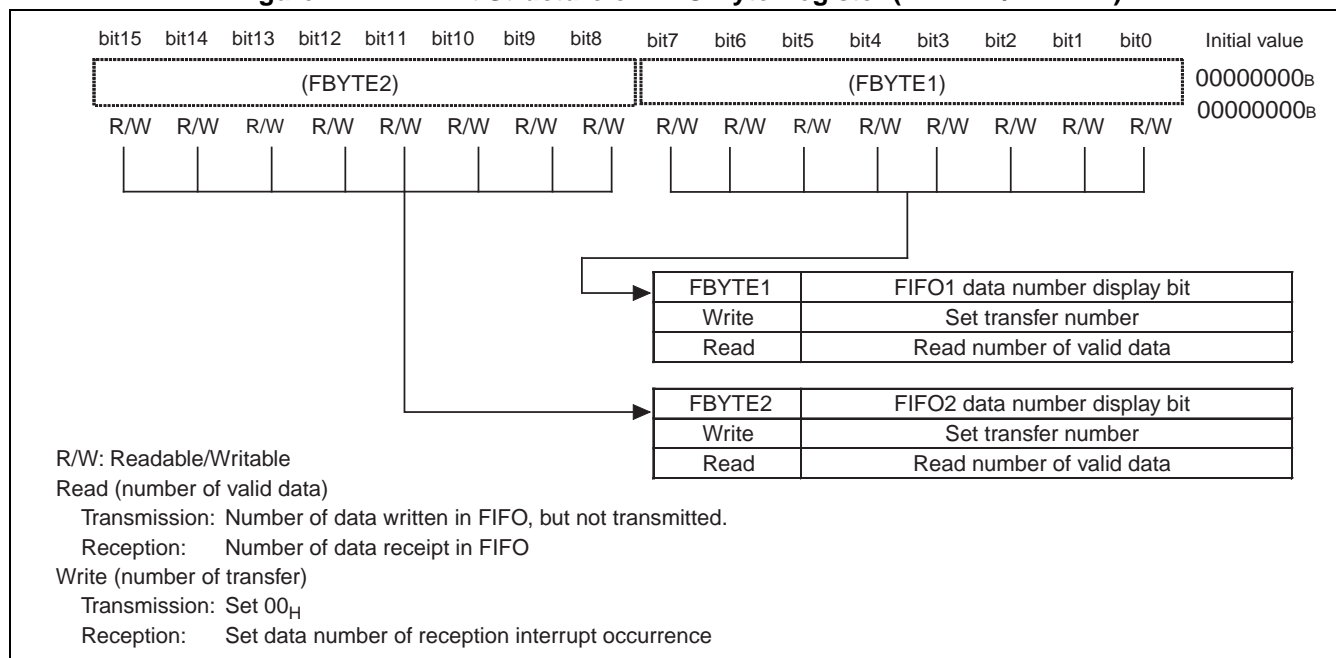 bit15 bit14 bit13 bit12 bit11 bit10 bit9 bit8 bit7 bit6 bit5 bit4 bit3 bit2 bit1 bit0 Initial value
(FBYTE2) (FBYTE1) 00000000B
00000000B
R/W R/W R/W R/W R/W R/W R/W R/W R/W R/W R/W R/W R/W R/W R/W R/W
FBYTE1 FIFO1 data number display bit
Write Set transfer number
Read Read number of valid data
FBYTE2 FIFO2 data number display bit
Write Set transfer number
Read Read number of valid data
R/W: Readable/Writable
Read (number of valid data)
Transmission: Number of data written in FIFO, but not transmitted.
Reception: Number of data receipt in FIFO
Write (number of transfer)
Transmission: Set 00H
Reception: Set data number of reception interrupt occurrence